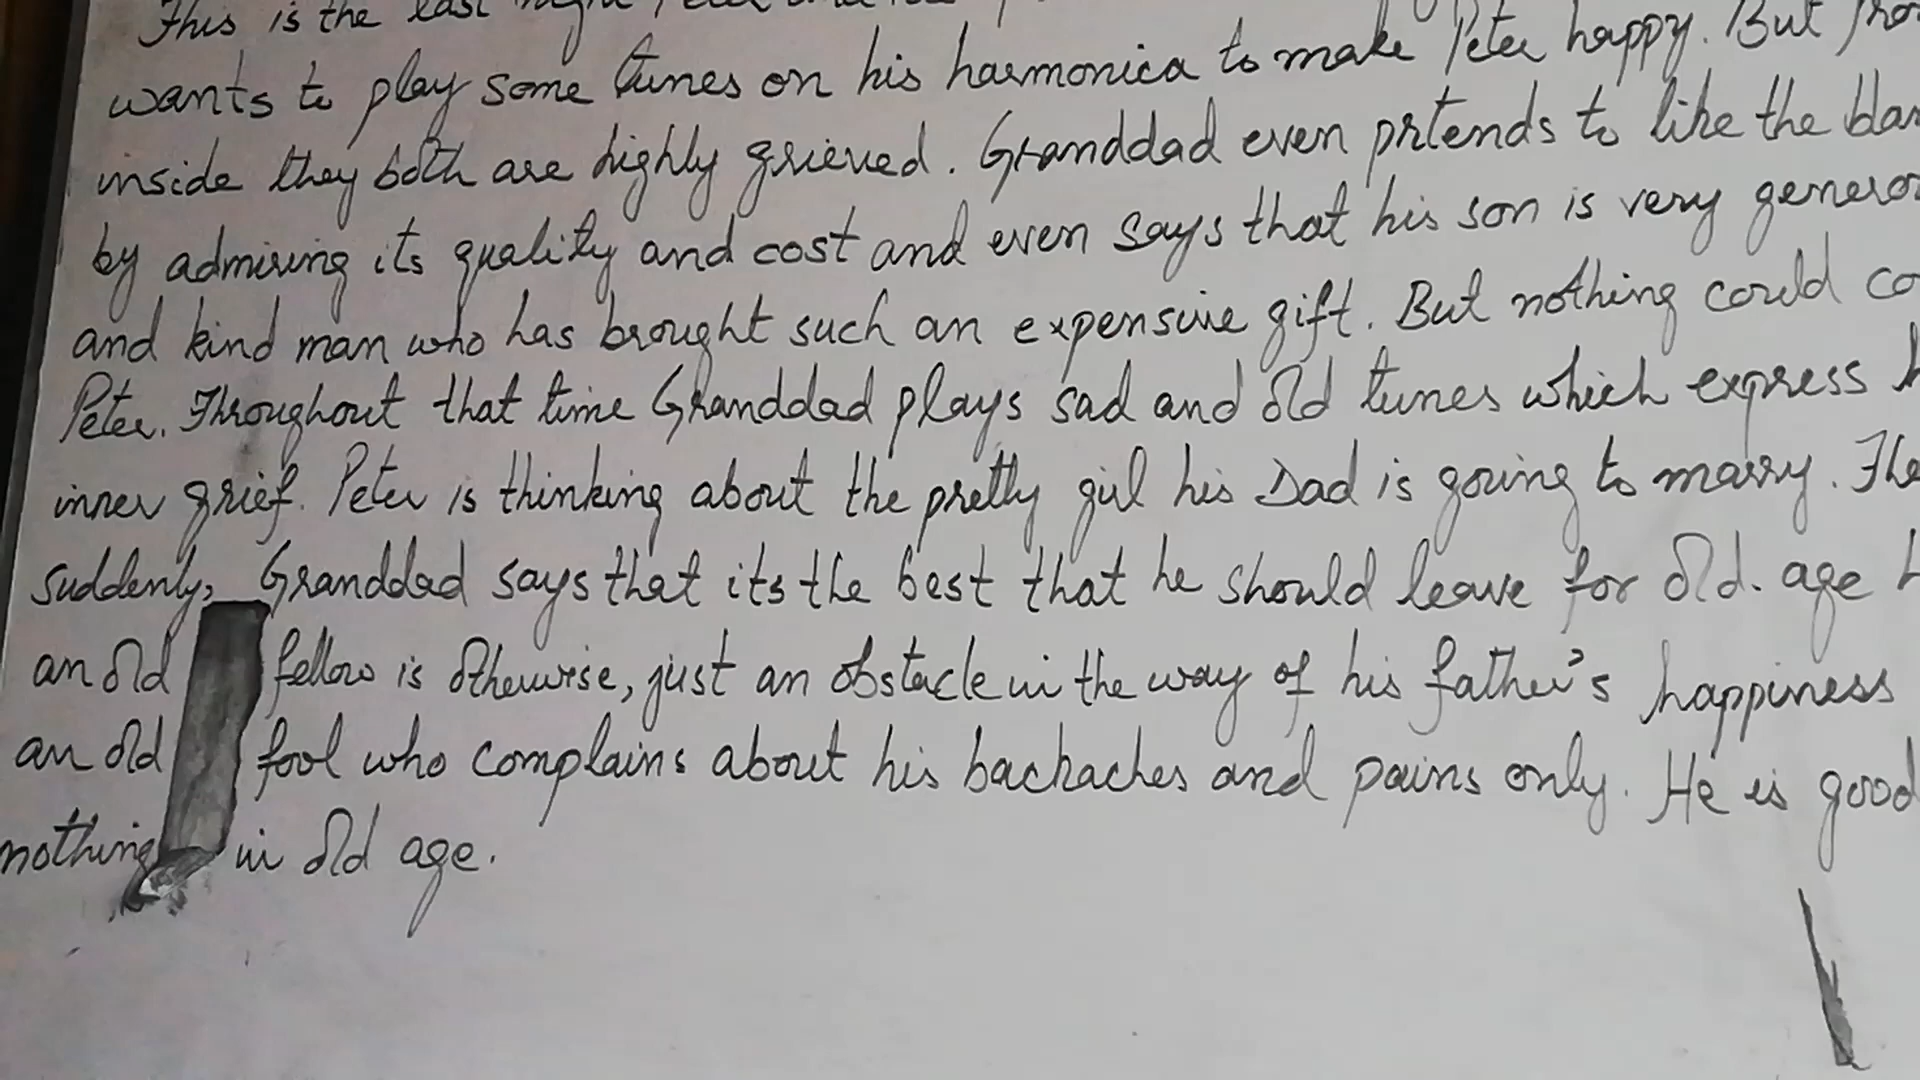 This is the last night Peter
wants to play some tunes on his harmonica to make Peter happy. But
inside they both are highly grieved. Granddad even prtends to like the
by admiring its quality and cost and even says that his son is very
and kind man who has brought such an expensive gift. But nothing could
Peter. Throughout that time Granddad plays sad and old tunes which express
inner grief. Peter is thinking about the pretty girl his Dad is going to marry.
suddenly, Granddad says that its the best that he should leave for old. age
an old fellow is otherwise, just an obstacle in the way of his father's happiness
an old fool who complains about his backaches and pains only. He is good
nothing in old age.